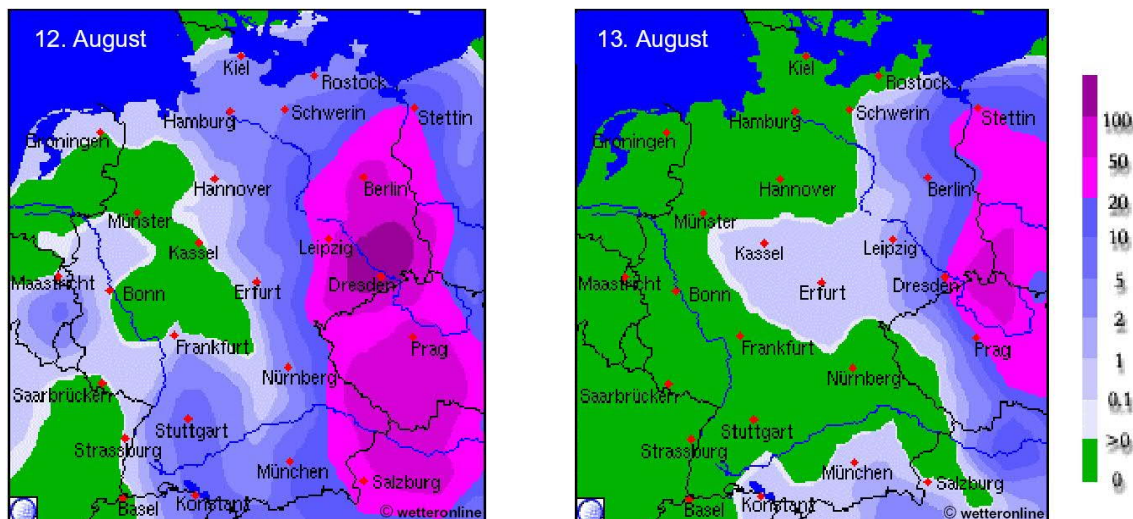 12. August
Kiel
Rostock
Hamburg
Schwerin
Stettin
Groningen
Hannover
Berlin
Münster
Kassel
Leipzig
Maastricht
Bonn
Erfurt
Dresden
Frankfurt
Prag
Nürnberg
Saarbrücken
Stuttgart
Strassburg
München
Salzburg
Basel
Konstanz
© wetteronline
13. August
Kiel
Rostock
Hamburg
Schwerin
Stettin
Groningen
Hannover
Berlin
Münster
Kassel
Leipzig
Maastricht
Bonn
Erfurt
Dresden
Frankfurt
Prag
Nürnberg
Saarbrücken
Stuttgart
Strassburg
München
Salzburg
Basel
Konstanz
© wetteronline
100
50
20
10
5
2
1
0.1
>0
0